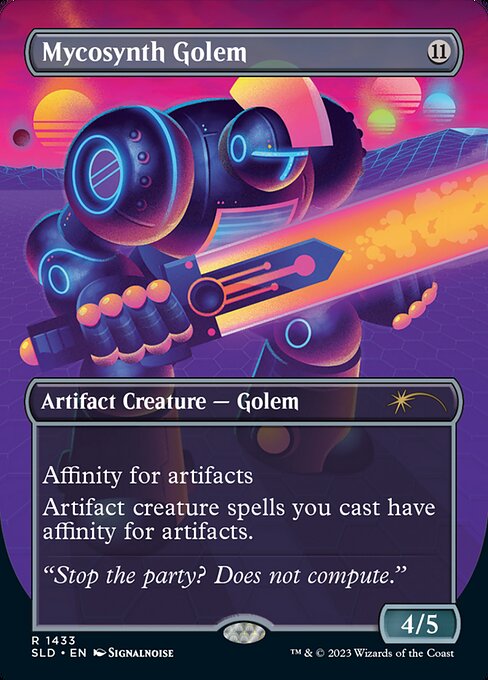 Mycosynth Golem 11
Artifact Creature — Golem
Affinity for artifacts
Artifact creature spells you cast have
affinity for artifacts.
“Stop the party? Does not compute.”
4/5
R 1433
SLD • EN SIGNALNOISE
™ & © 2023 Wizards of the Coast